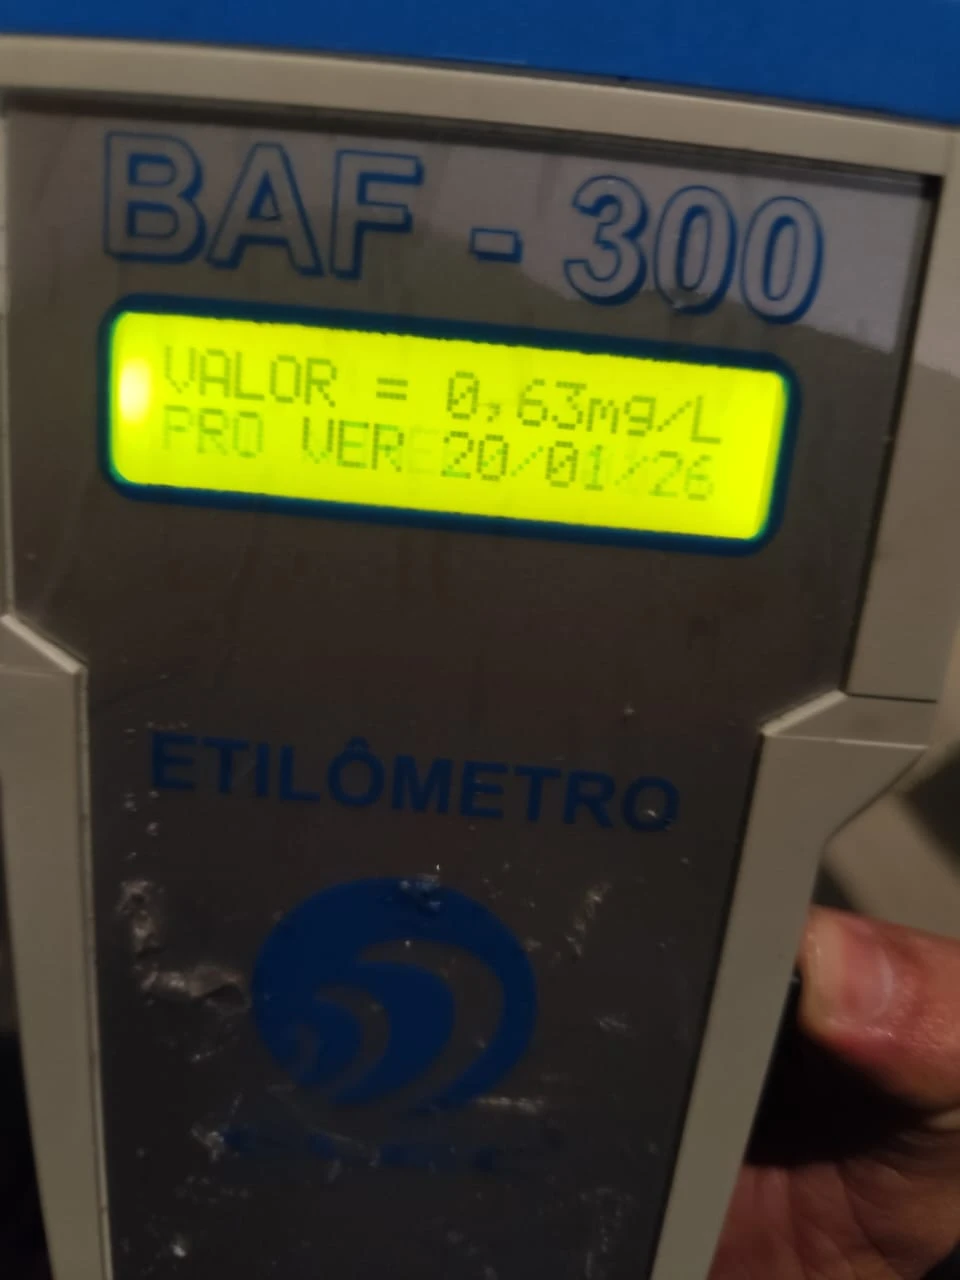 BAF - 300
VALOR = 0,63mg/L
PRO VER 20/01/26
ETILÔMETRO